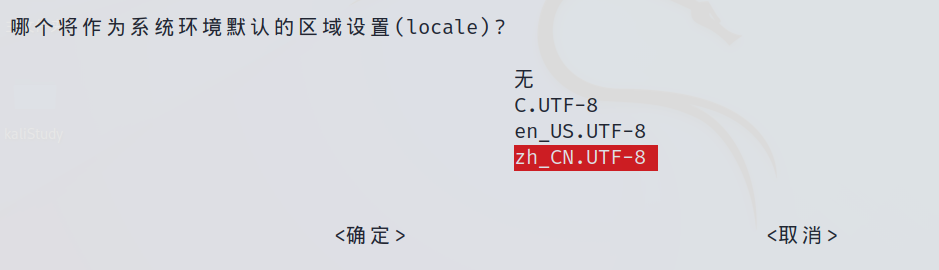 哪个将作为系统环境默认的区域设置(locale)?
无
C.UTF-8
en_US.UTF-8
kaliStudy
zh_CN.UTF-8
<确定> <取消>